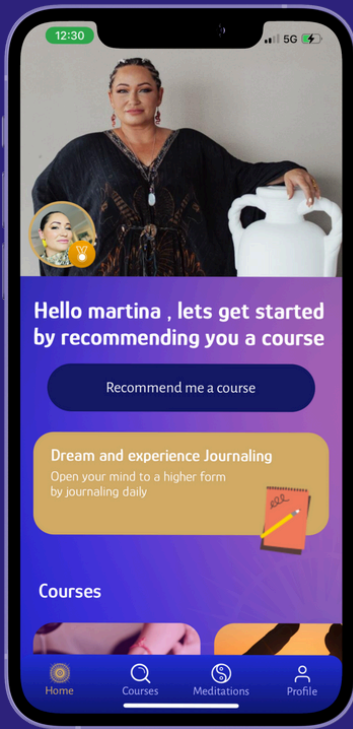 12:30
5G
Hello martina , lets get started
by recommending you a course
Recommend me a course
Dream and experience Journaling
Open your mind to a higher form
by journaling daily
Courses
Home Courses Meditations Profile